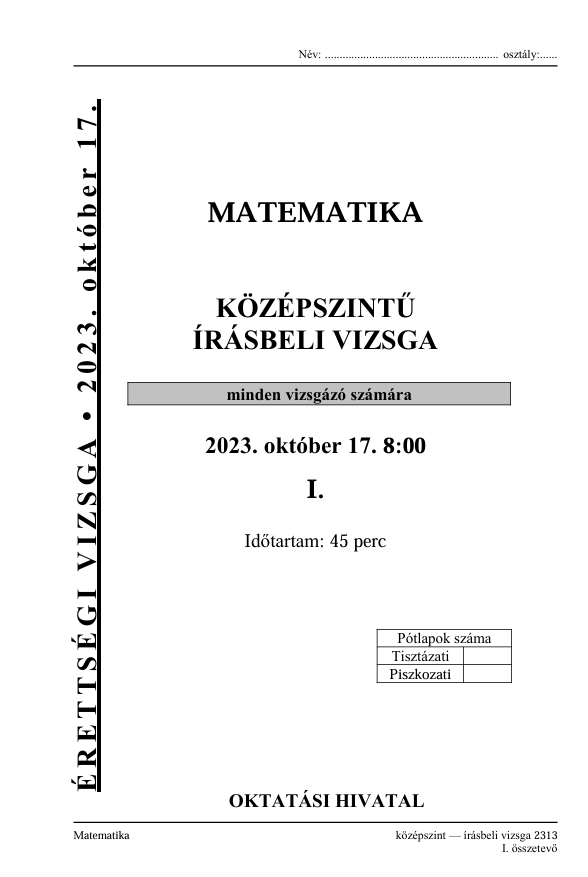 Név: ........................................................... osztály:......
ÉRETTSÉGI VIZSGA • 2023. október 17.
MATEMATIKA
KÖZÉPSZINTŰ
ÍRÁSBELI VIZSGA
minden vizsgázó számára
2023. október 17. 8:00
I.
Időtartam: 45 perc
Pótlapok száma
Tisztázati
Piszkozati
OKTATÁSI HIVATAL
Matematika középszint — írásbeli vizsga 2313
I. összetevő